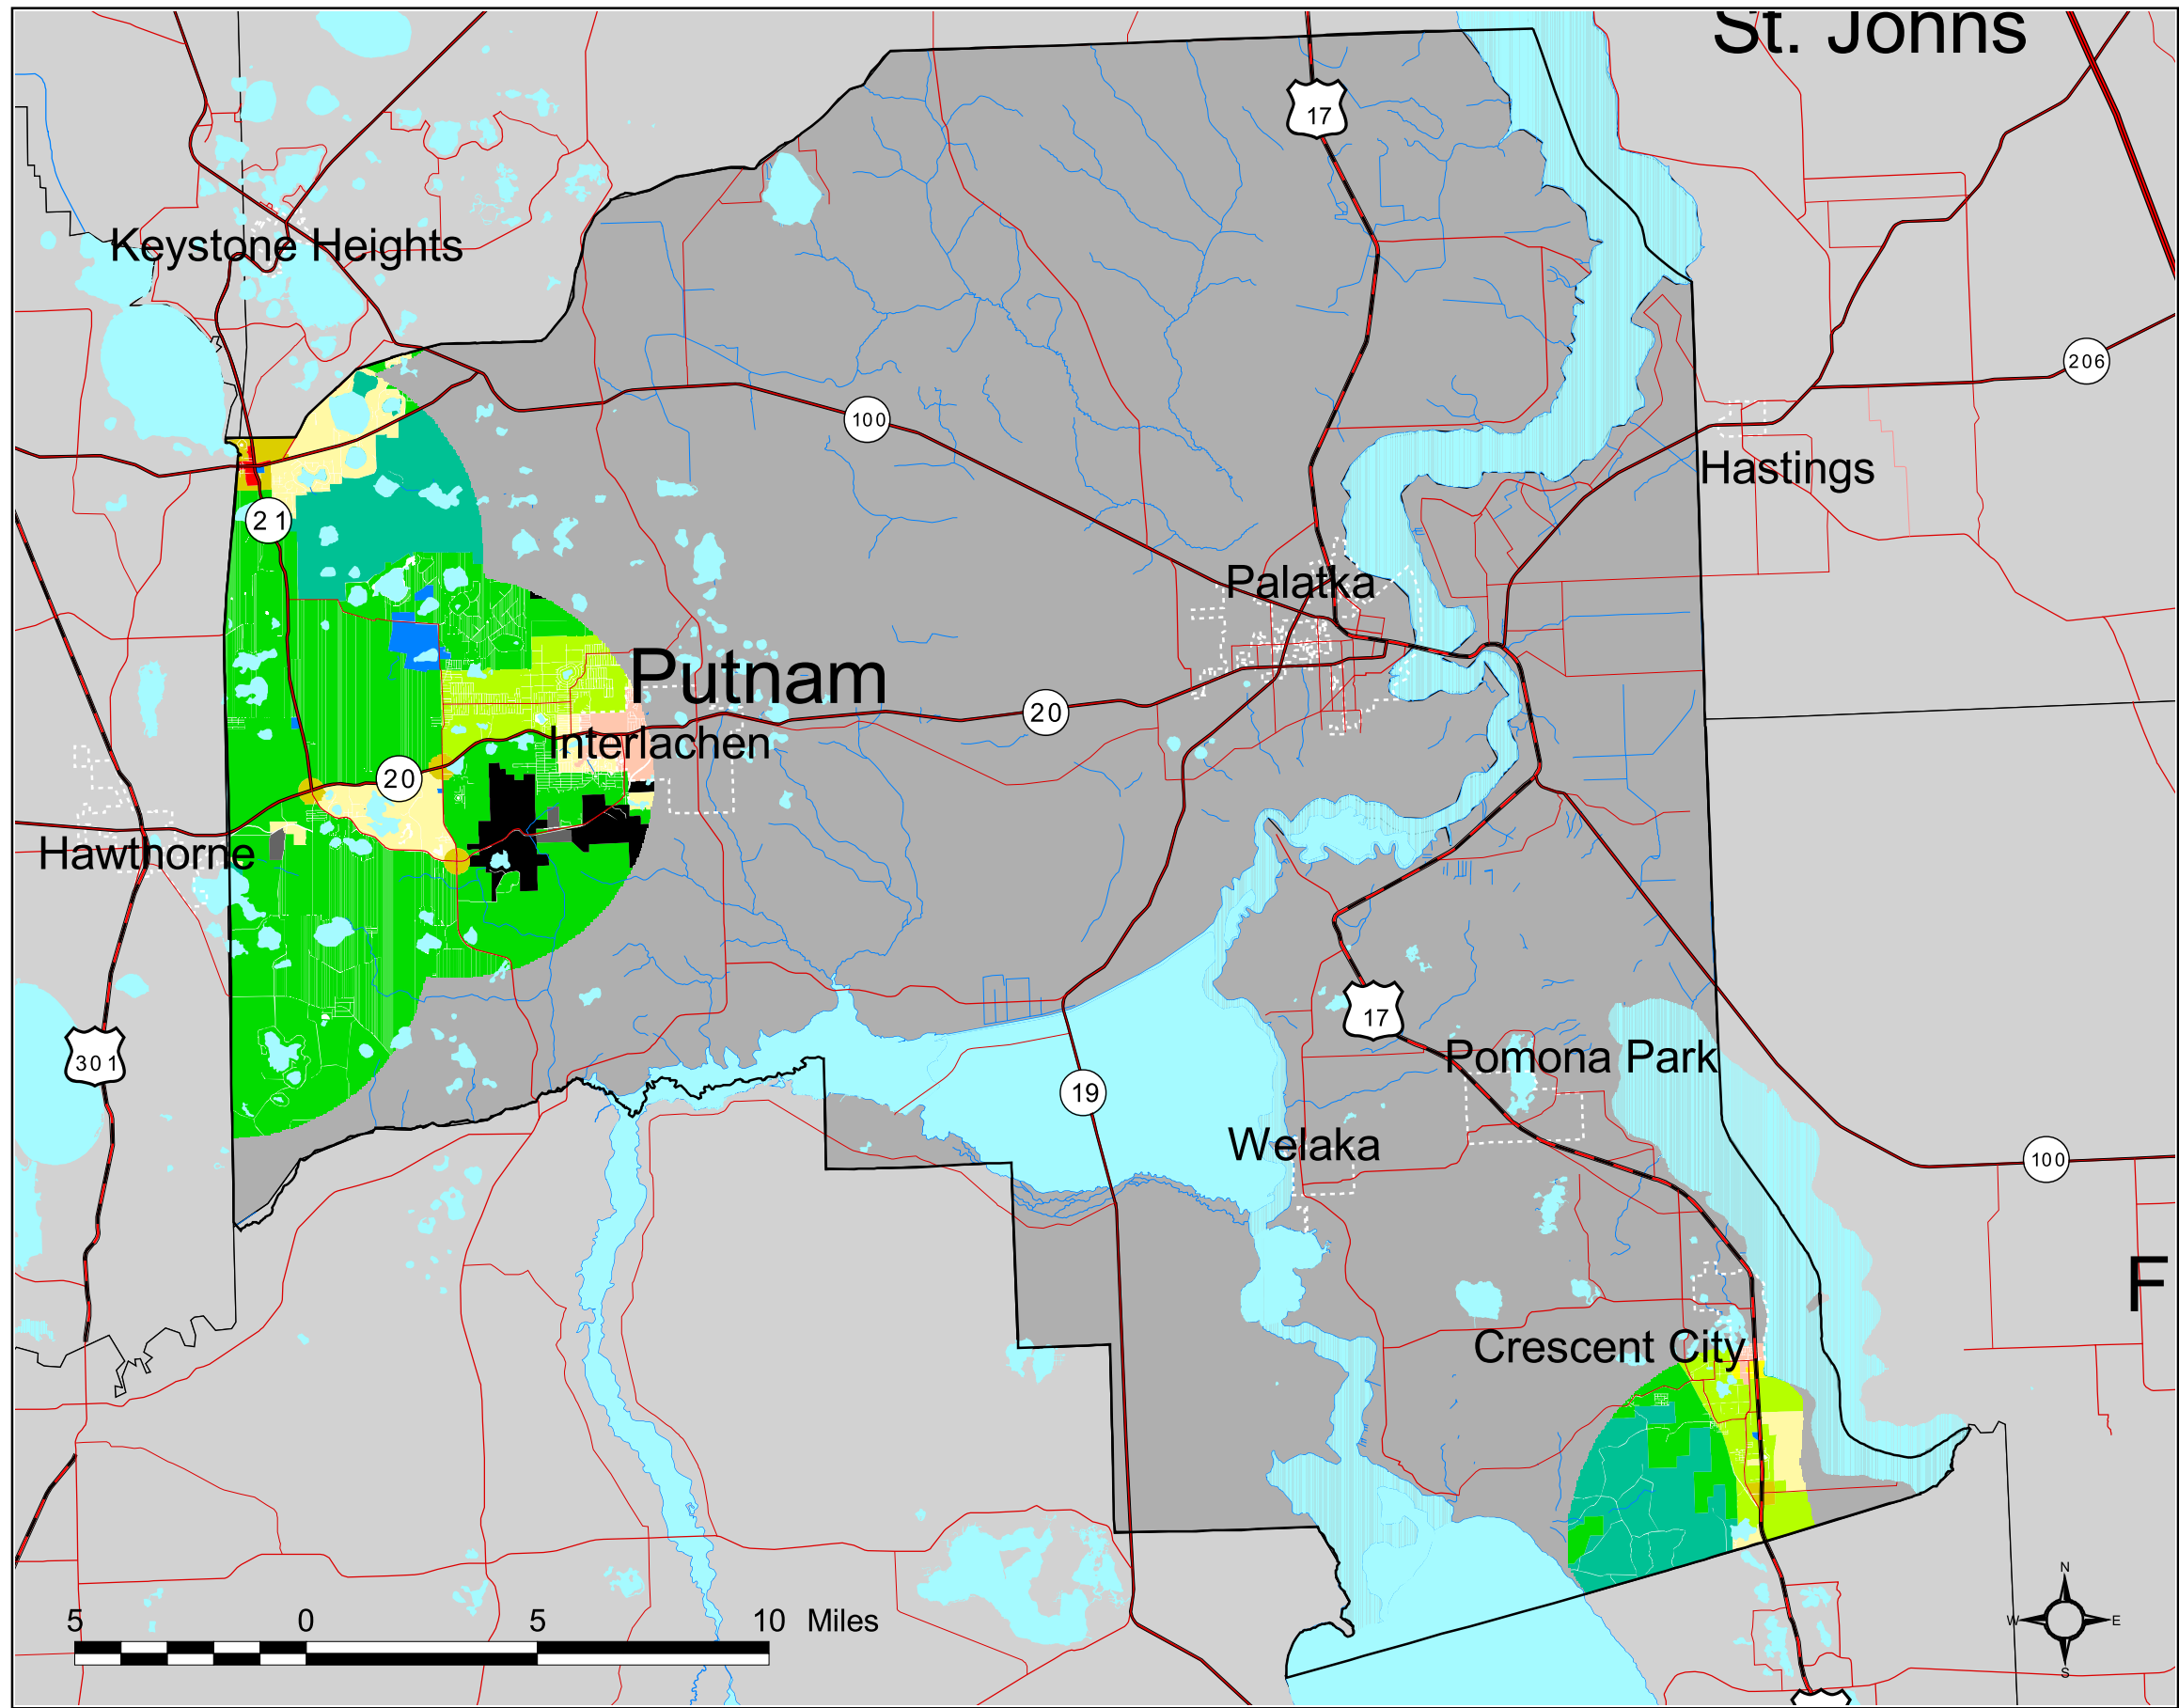 St. Johns
17
Keystone Heights
206
100
Hastings
21
Palatka
Putnam
20
Interlachen
20
Hawthorne
17
301
Pomona Park
19
Welaka
100
F
Crescent City
N
W
E
S
5 0 5 10 Miles